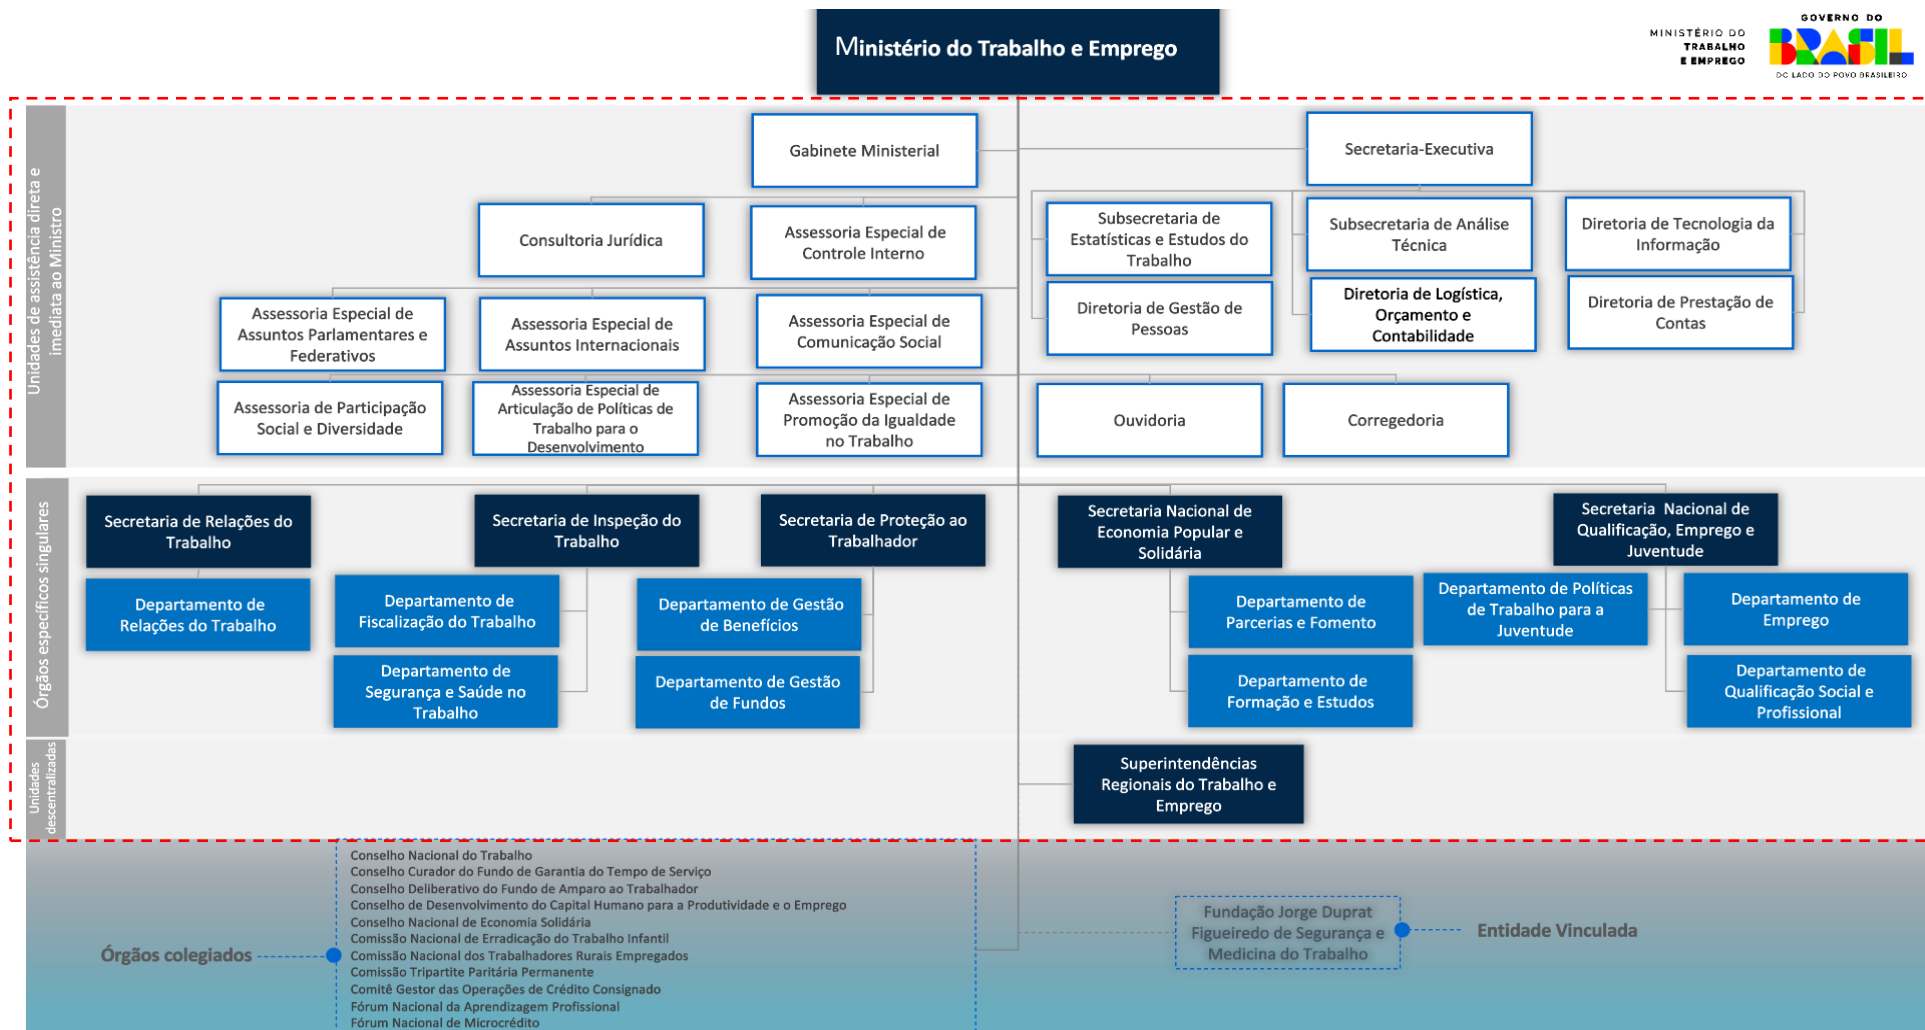 Ministério do Trabalho e Emprego
MINISTÉRIO DO
TRABALHO
E EMPREGO
GOVERNO DO
BRASIL
DO LADO DO POVO BRASILEIRO
Unidades de assistência direta e
imediata ao Ministro
Gabinete Ministerial
Secretaria-Executiva
Consultoria Jurídica
Assessoria Especial de
Controle Interno
Subsecretaria de
Estatísticas e Estudos do
Trabalho
Subsecretaria de Análise
Técnica
Diretoria de Tecnologia da
Informação
Assessoria Especial de
Assuntos Parlamentares e
Federativos
Assessoria Especial de
Assuntos Internacionais
Assessoria Especial de
Comunicação Social
Diretoria de Gestão de
Pessoas
Diretoria de Logística,
Orçamento e
Contabilidade
Diretoria de Prestação de
Contas
Assessoria de Participação
Social e Diversidade
Assessoria Especial de
Articulação de Políticas de
Trabalho para o
Desenvolvimento
Assessoria Especial de
Promoção da Igualdade
no Trabalho
Ouvidoria
Corregedoria
Órgãos específicos singulares
Secretaria de Relações do
Trabalho
Secretaria de Inspeção do
Trabalho
Secretaria de Proteção ao
Trabalhador
Secretaria Nacional de
Economia Popular e
Solidária
Secretaria Nacional de
Qualificação, Emprego e
Juventude
Departamento de
Relações do Trabalho
Departamento de
Fiscalização do Trabalho
Departamento de Gestão
de Benefícios
Departamento de
Parcerias e Fomento
Departamento de Políticas
de Trabalho para a
Juventude
Departamento de
Emprego
Departamento de
Segurança e Saúde no
Trabalho
Departamento de Gestão
de Fundos
Departamento de
Formação e Estudos
Departamento de
Qualificação Social e
Profissional
Unidades
descentralizadas
Superintendências
Regionais do Trabalho e
Emprego
Órgãos colegiados
Conselho Nacional do Trabalho
Conselho Curador do Fundo de Garantia do Tempo de Serviço
Conselho Deliberativo do Fundo de Amparo ao Trabalhador
Conselho de Desenvolvimento do Capital Humano para a Produtividade e o Emprego
Conselho Nacional de Economia Solidária
Comissão Nacional de Erradicação do Trabalho Infantil
Comissão Nacional dos Trabalhadores Rurais Empregados
Comissão Tripartite Paritária Permanente
Comitê Gestor das Operações de Crédito Consignado
Fórum Nacional da Aprendizagem Profissional
Fórum Nacional de Microcrédito
Fundação Jorge Duprat
Figueiredo de Segurança e
Medicina do Trabalho
Entidade Vinculada